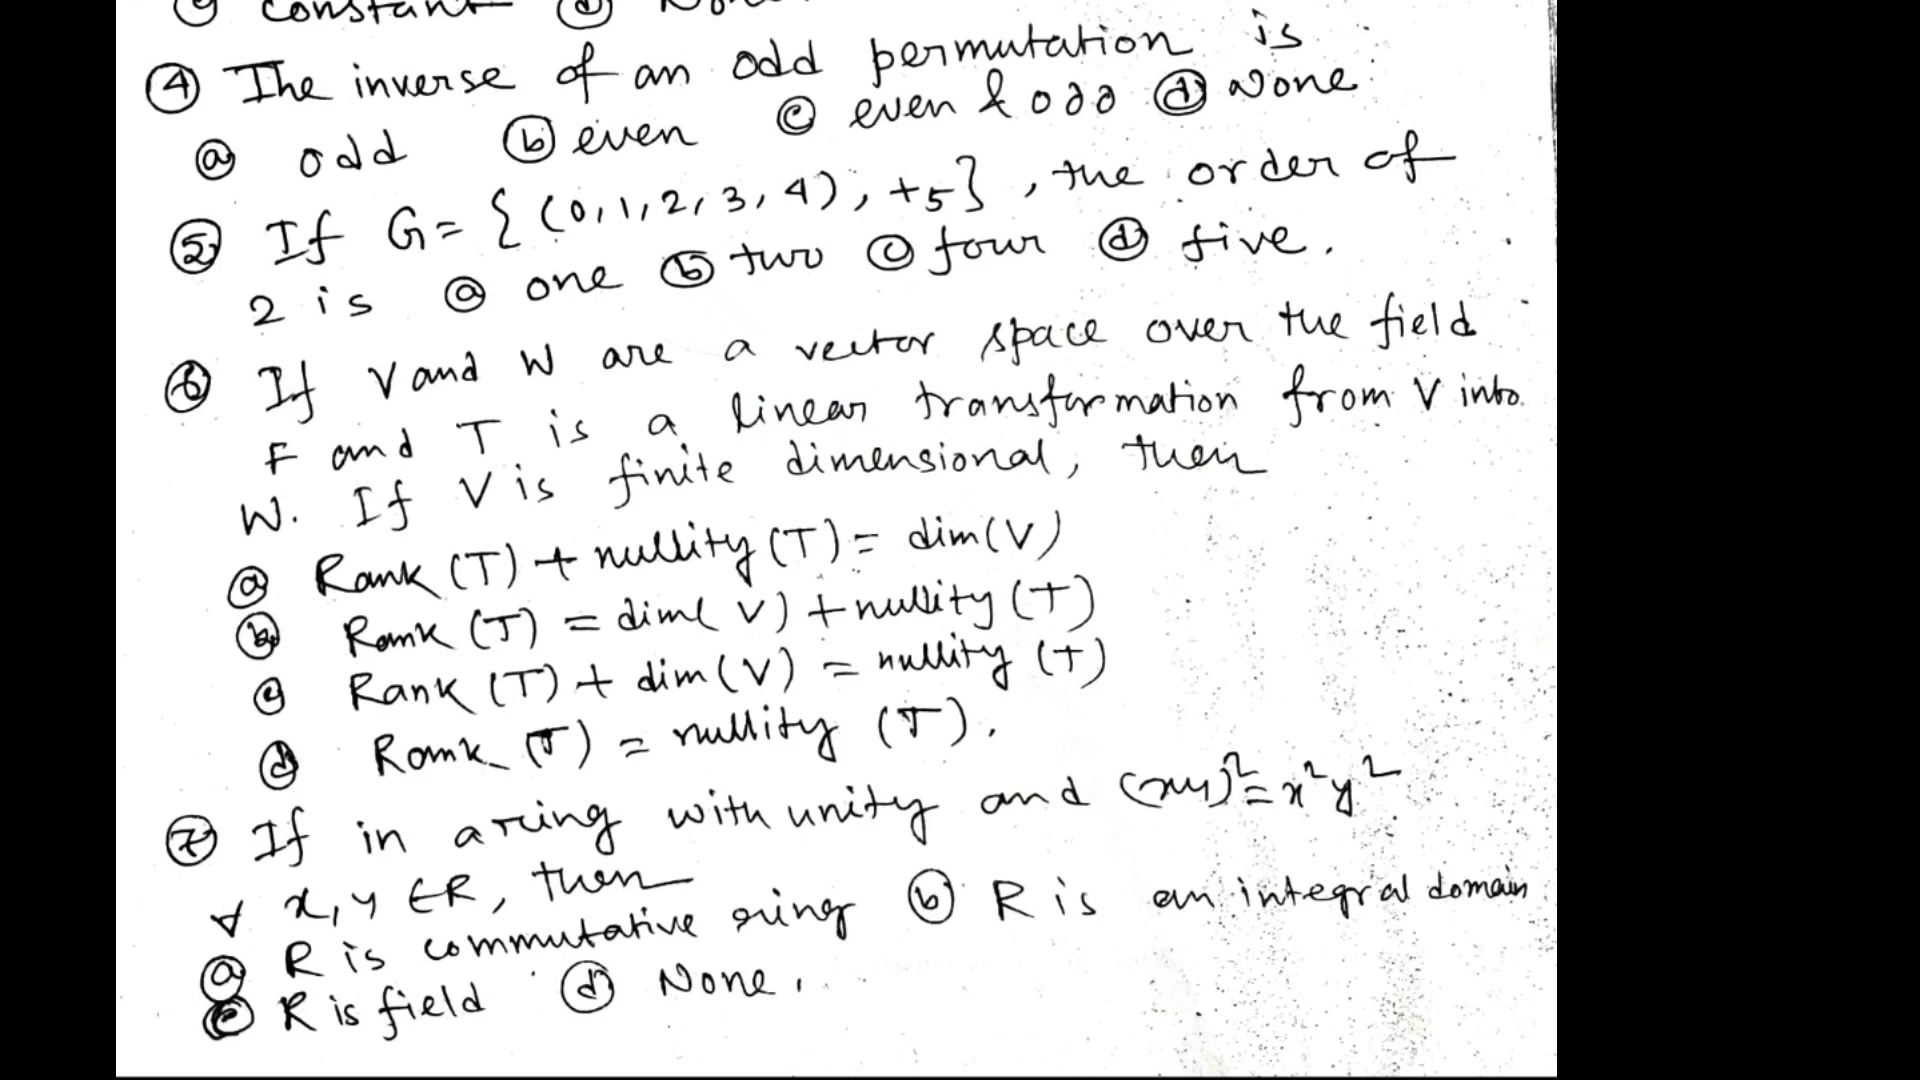 c constant d None
④ The inverse of an odd permutation is
ⓐ odd ⓑ even ⓒ even & odd ⓓ None
⑤ If G = { (0,1,2,3,4), +5}, the order of
2 is ⓐ one ⓑ two ⓒ four ⓓ five.
⑥ If V and W are a vector space over the field
F and T is a linear transformation from V into
W. If V is finite dimensional, then
ⓐ Rank (T) + nullity (T) = dim(V)
ⓑ Rank (T) = dim( V) + nullity (T)
ⓒ Rank (T) + dim (V) = nullity (T)
ⓓ Rank (T) = nullity (T).
⑦ If in a ring with unity and (xy)² = x²y²
∀ x, y ∈ R, then
ⓐ R is commutative ring ⓑ R is an integral domain
ⓒ R is field ⓓ None.